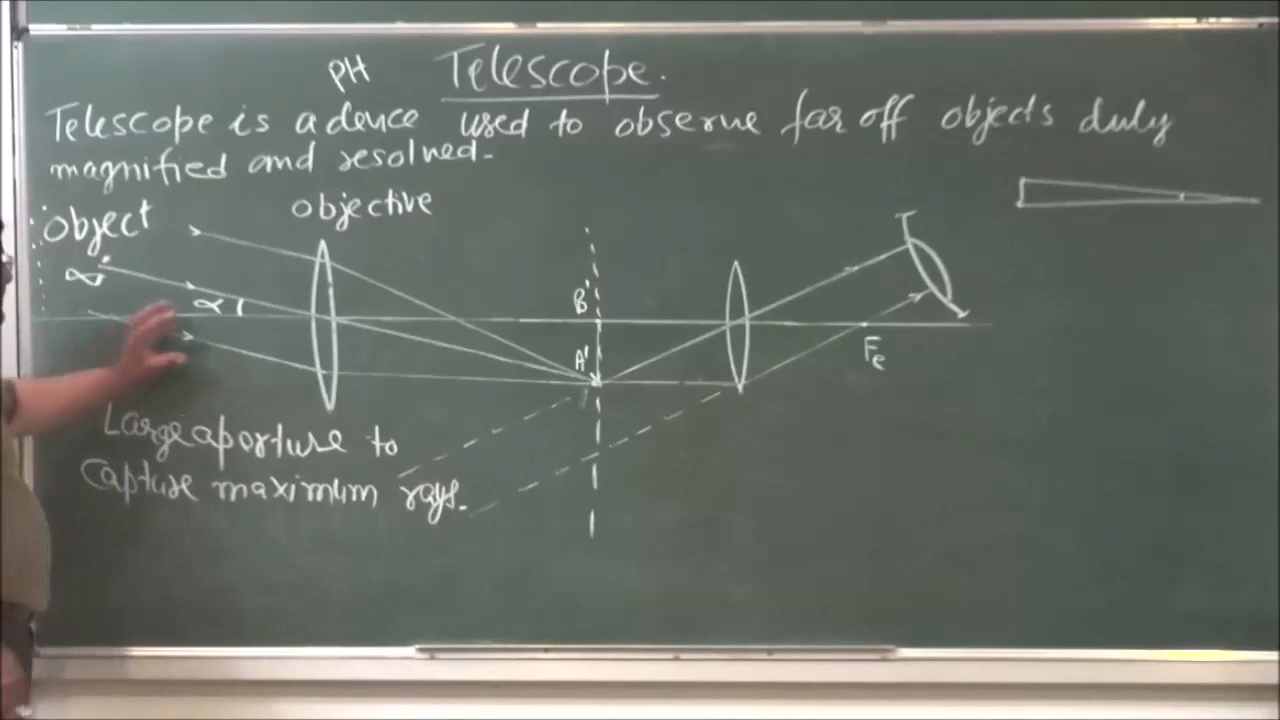 PH Telescope.
Telescope is a device used to observe far off objects duly
magnified and resolved.
object
objective
∞
α
B'
A'
Fe
Large aperture to
Capture maximum rays.